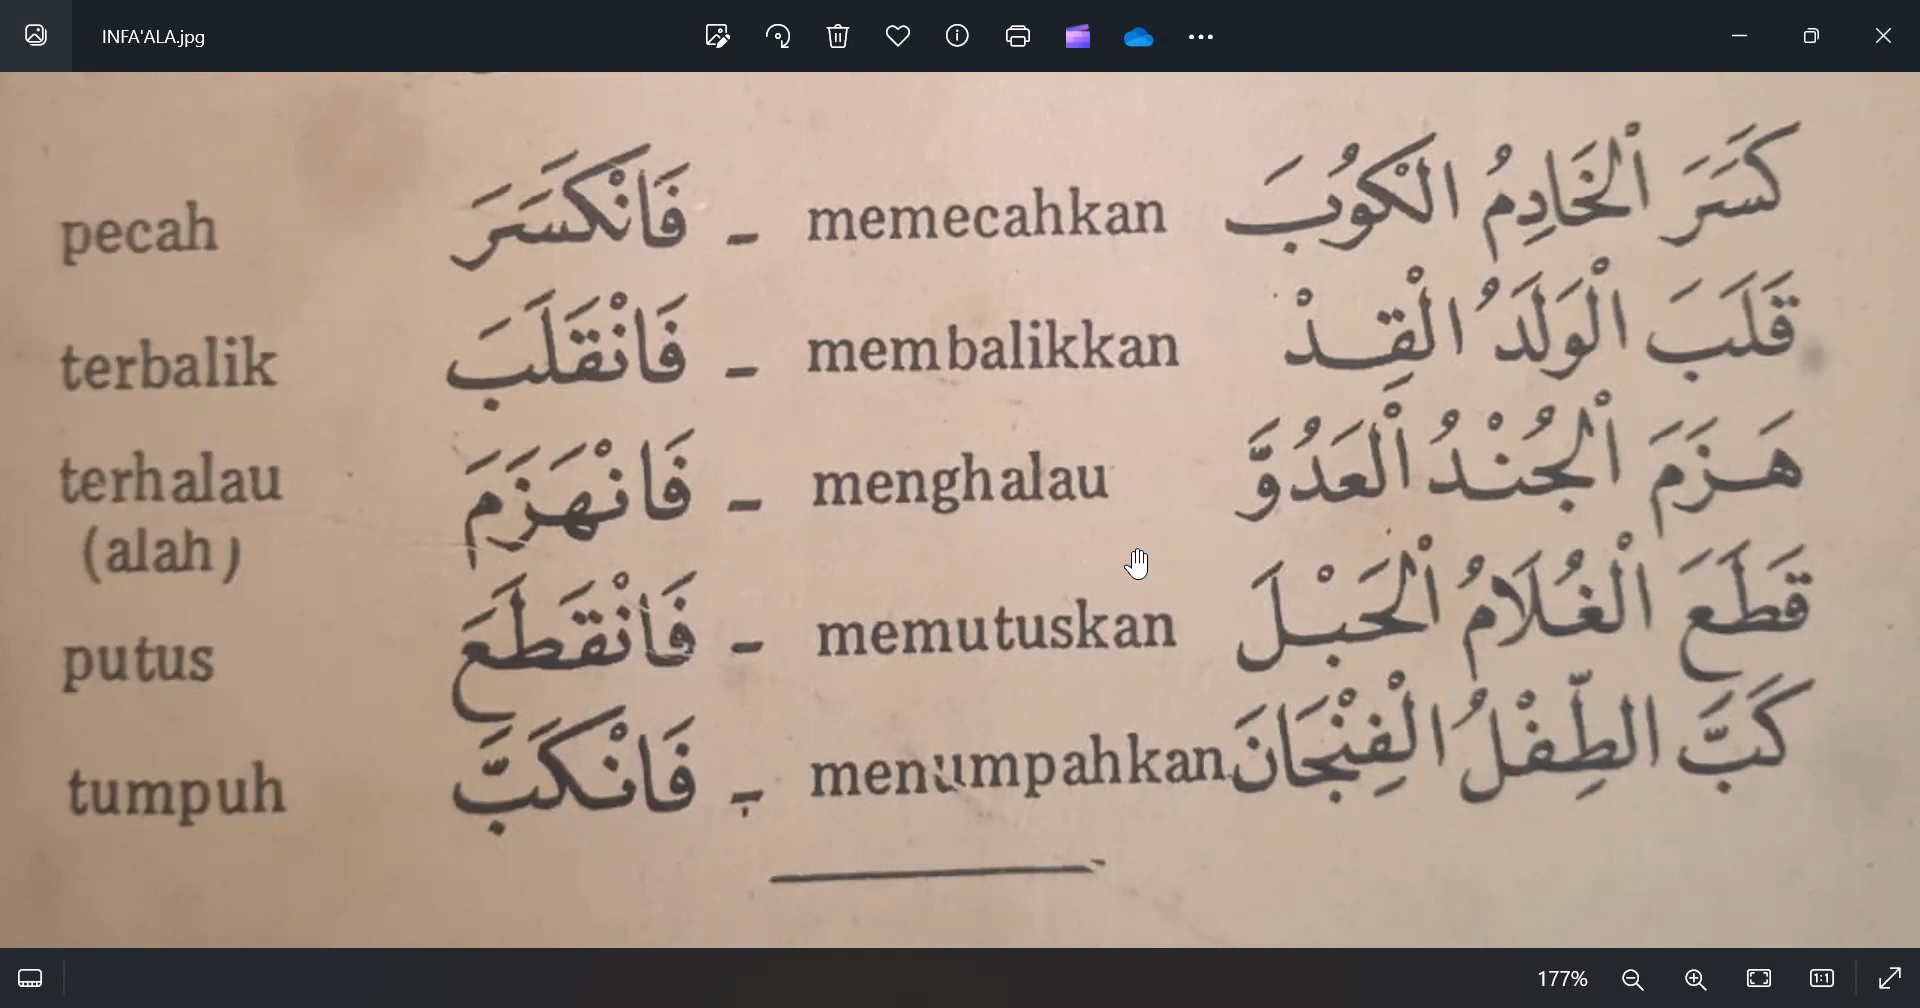 INFA'ALA.jpg
كَسَرَ الْخَادِمُ الْكُوْبَ memecahkan – فَانْكَسَرَ pecah
قَلَبَ الْوَلَدُ الْقِدْ membalikkan – فَانْقَلَبَ terbalik
هَزَمَ الْجُنْدُ الْعَدُوَّ menghalau – فَانْهَزَمَ terhalau
(alah)
قَطَعَ الْغُلَامُ الْحَبْلَ memutuskan – فَانْقَطَعَ putus
كَبَّ الطِّفْلُ الْفِنْجَانَ menumpahkan – فَانْكَبَّ tumpuh
177%